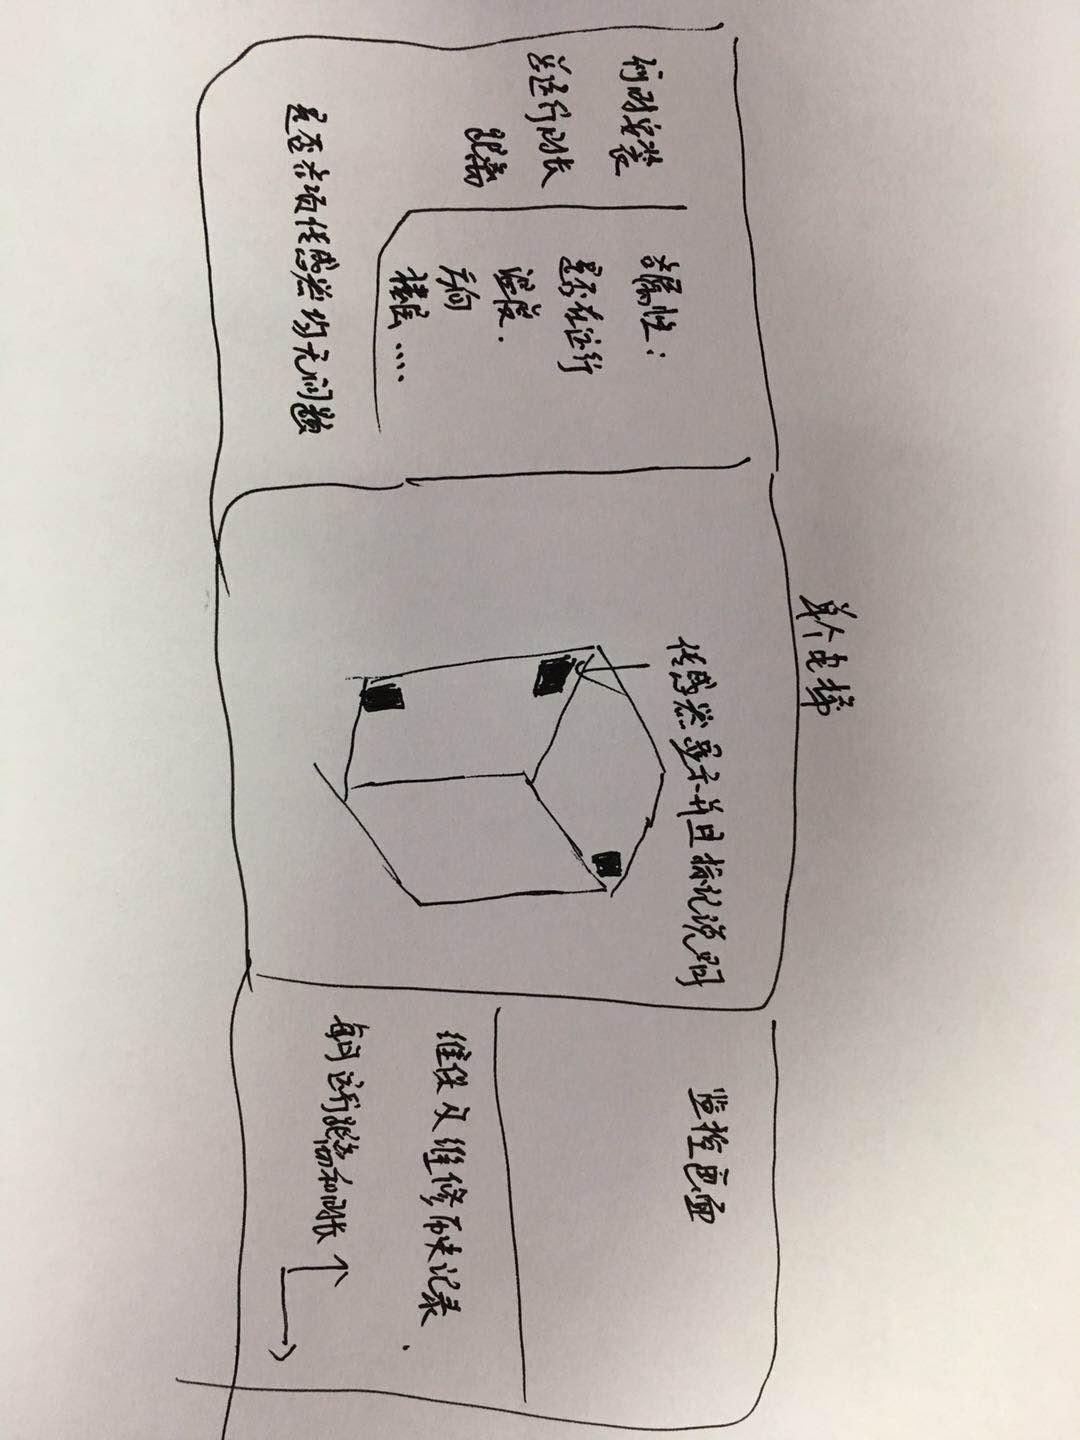 单个电梯
何时安装
总运行时长
距离
各属性：
是否在运行
温度.
方向
楼层....
是否各项传感器均无问题
传感器显示并且标记说明
监控画面
维保及维修历史记录.
每日运行距离和时长